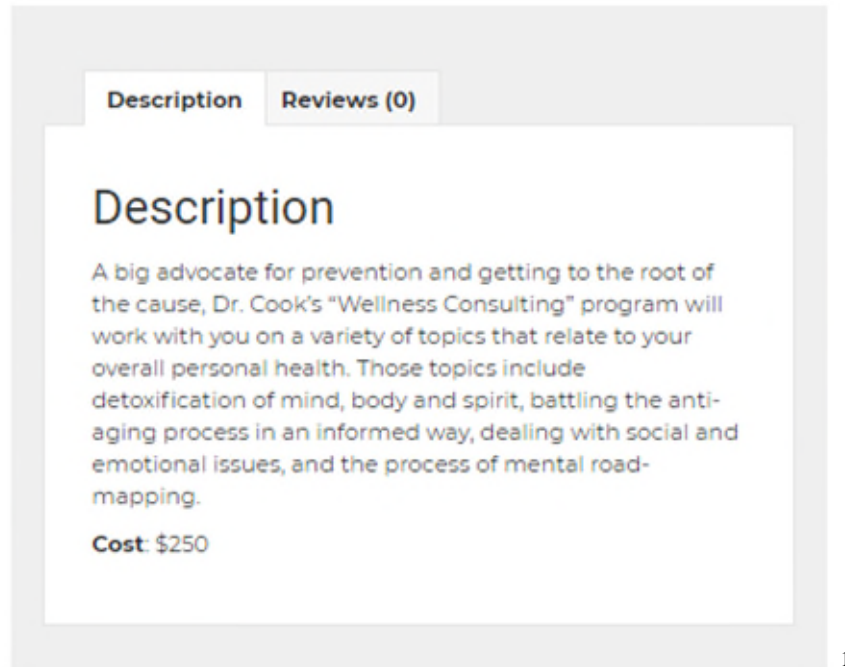 Description
Reviews (0)
Description
A big advocate for prevention and getting to the root of
the cause, Dr. Cook's “Wellness Consulting” program will
work with you on a variety of topics that relate to your
overall personal health. Those topics include
detoxification of mind, body and spirit, battling the anti-
aging process in an informed way, dealing with social and
emotional issues, and the process of mental road-
mapping.
Cost: $250